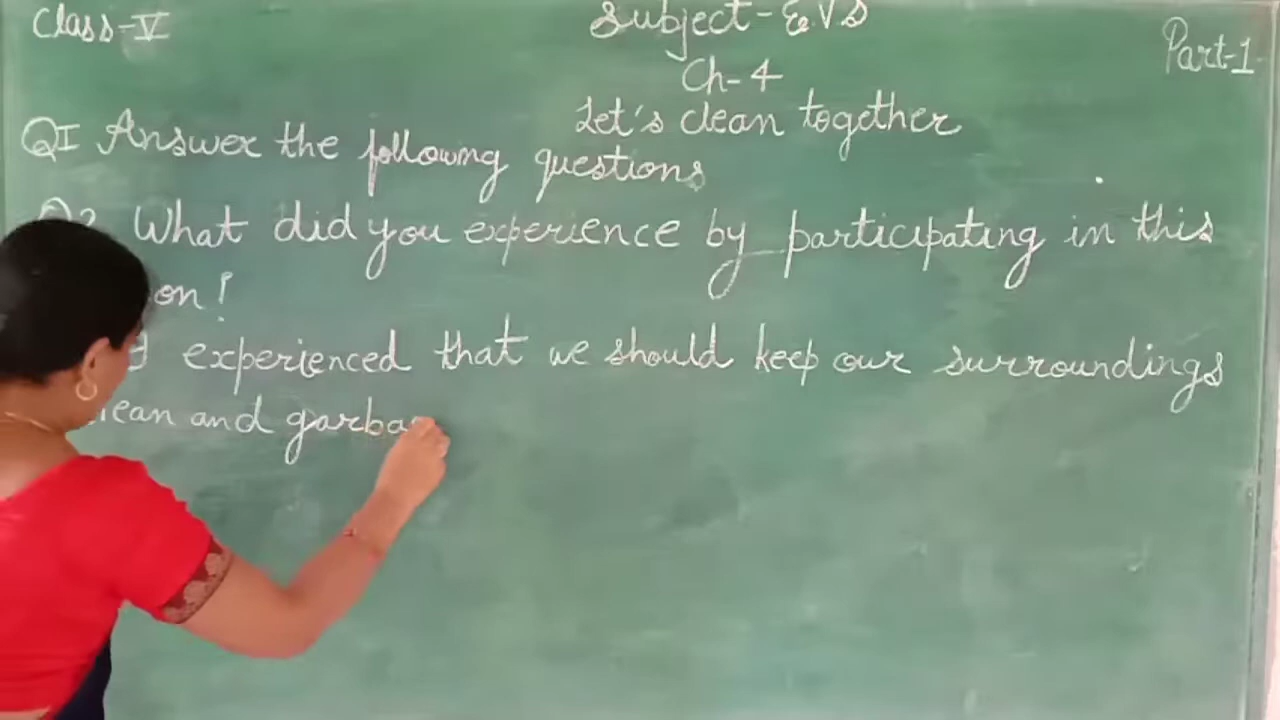 Class-V
Subject-E.V.S
Part-1
Ch-4
Let's clean together
QI Answer the following questions
What did you experience by participating in this
on!
I experienced that we should keep our surroundings
lean and garba